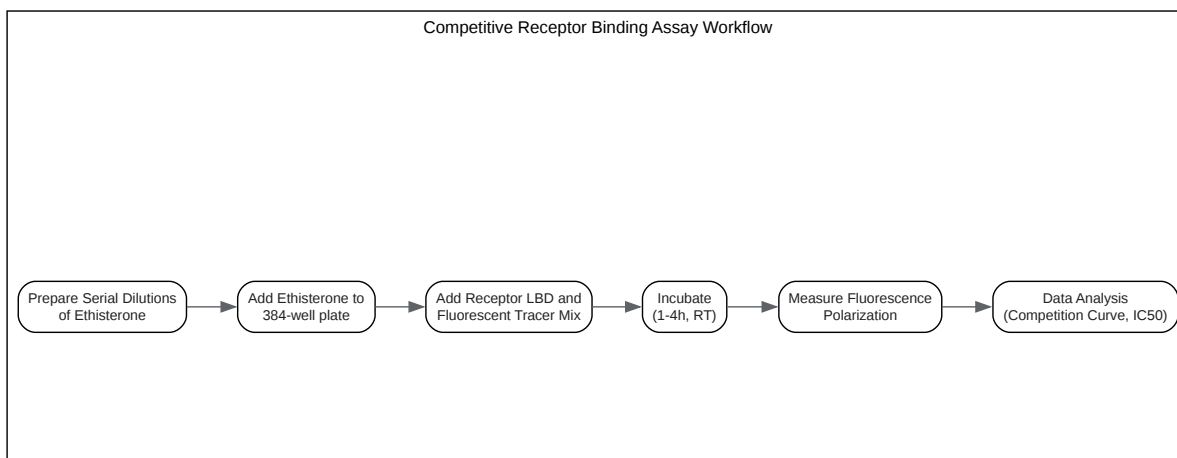 Competitive Receptor Binding Assay Workflow
Prepare Serial Dilutions
of Ethisterone
Add Ethisterone to
384-well plate
Add Receptor LBD and
Fluorescent Tracer Mix
Incubate
(1-4h, RT)
Measure Fluorescence
Polarization
Data Analysis
(Competition Curve, IC50)